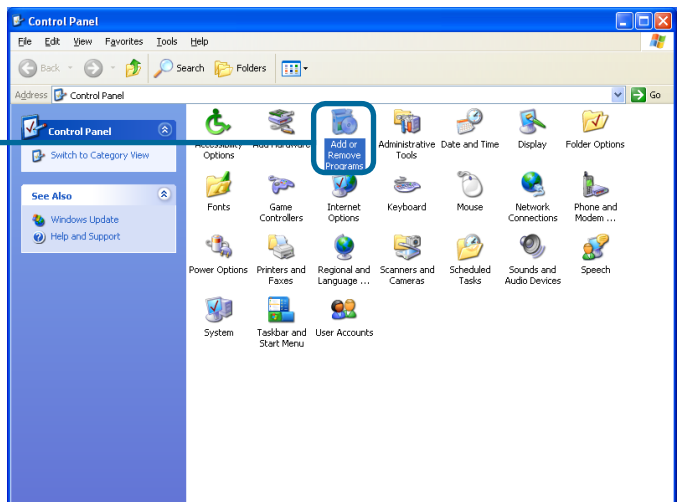 Control Panel
File Edit View Favorites Tools Help
Back Search Folders
Address Control Panel Go
Control Panel
Switch to Category View
See Also
Windows Update
Help and Support
Accessibility Options
Add Hardware
Add or Remove Programs
Administrative Tools
Date and Time
Display
Folder Options
Fonts
Game Controllers
Internet Options
Keyboard
Mouse
Network Connections
Phone and Modem ...
Power Options
Printers and Faxes
Regional and Language ...
Scanners and Cameras
Scheduled Tasks
Sounds and Audio Devices
Speech
System
Taskbar and Start Menu
User Accounts